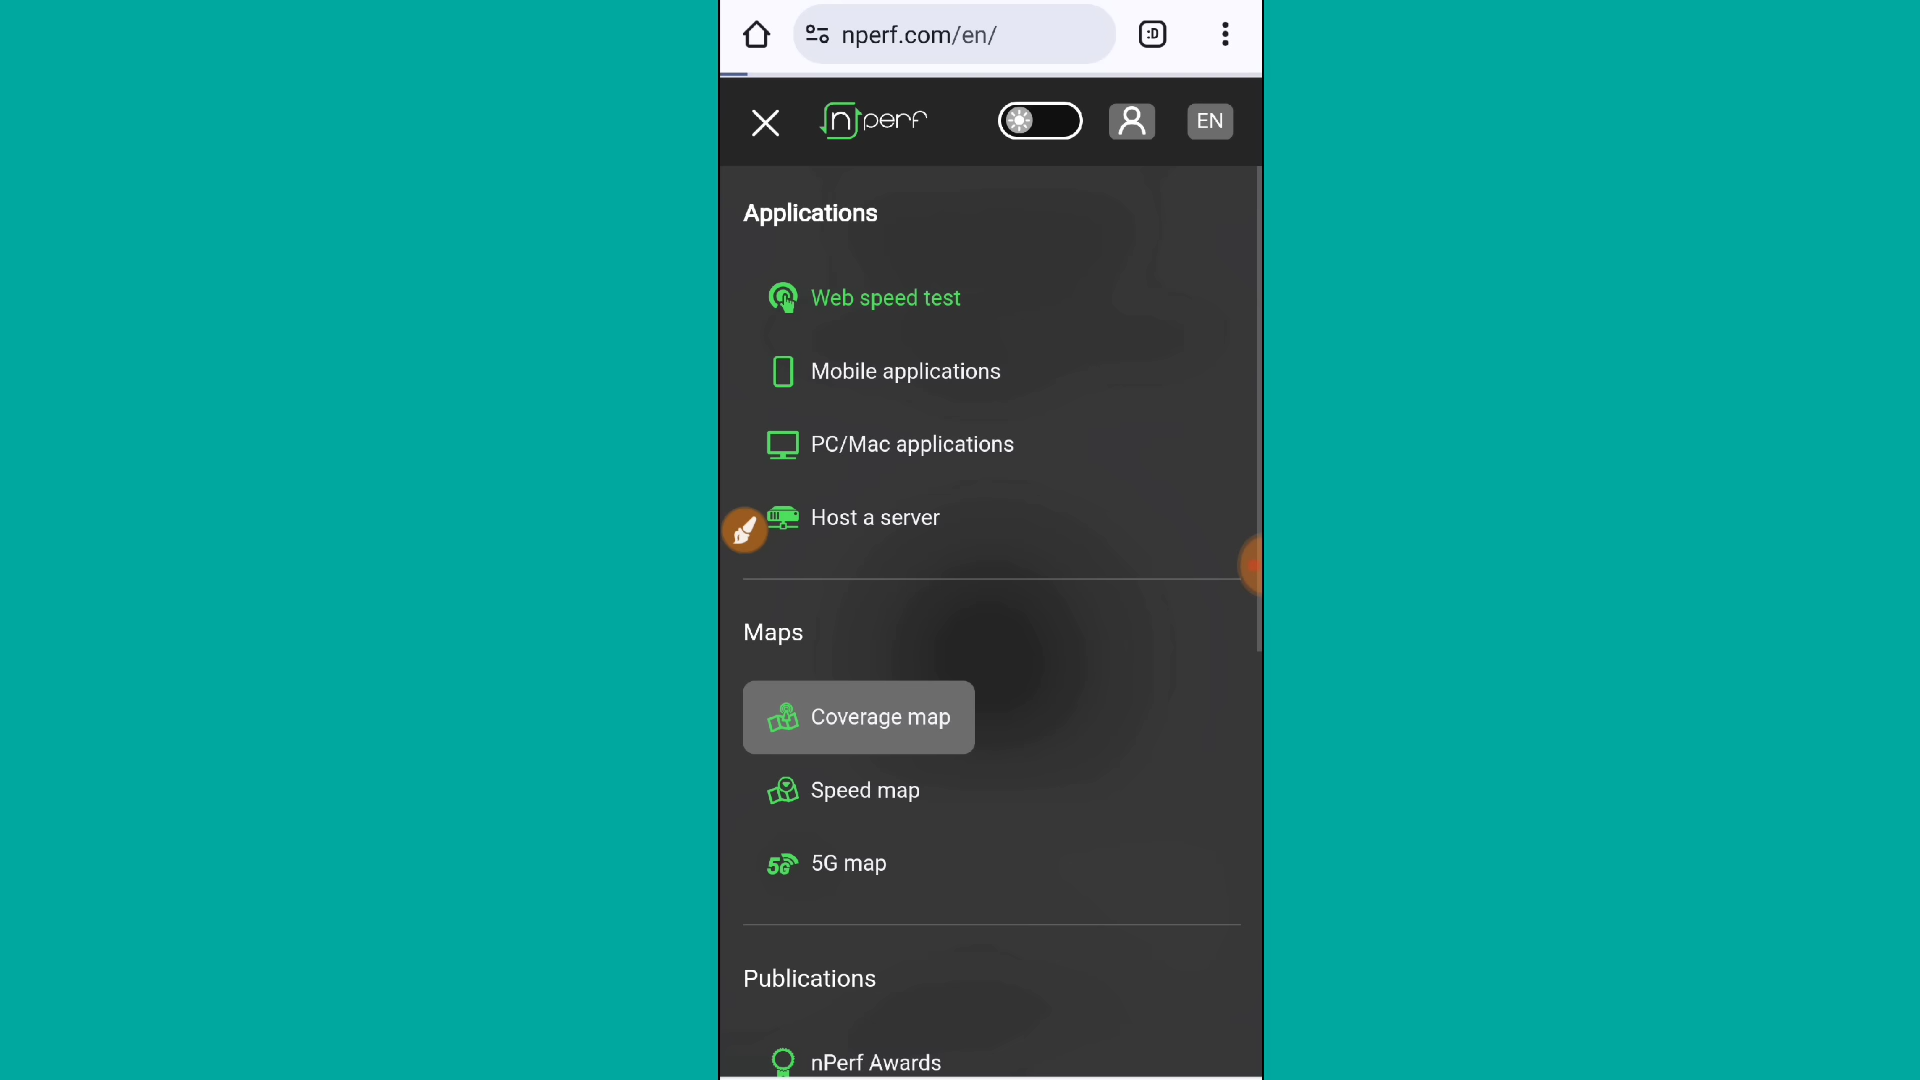 nperf.com/en/
:D
nperf
EN
Applications
Web speed test
Mobile applications
PC/Mac applications
Host a server
Maps
Coverage map
Speed map
5G 5G map
Publications
nPerf Awards